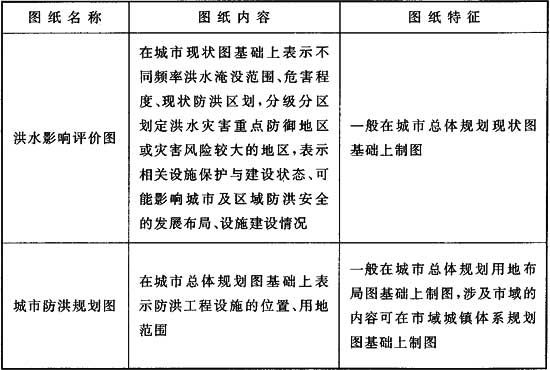 图纸名称 图纸内容 图纸特征
洪水影响评价图
在城市现状图基础上表示不
同频率洪水淹没范围、危害程
度、现状防洪区划，分级分区
划定洪水灾害重点防御地区
或灾害风险较大的地区，表示
相关设施保护与建设状态、可
能影响城市及区域防洪安全
的发展布局、设施建设情况
一般在城市总体规划现状图
基础上制图
城市防洪规划图
在城市总体规划图基础上表
示防洪工程设施的位置、用地
范围
一般在城市总体规划用地布
局图基础上制图，涉及市域的
内容可在市域城镇体系规划
图基础上制图